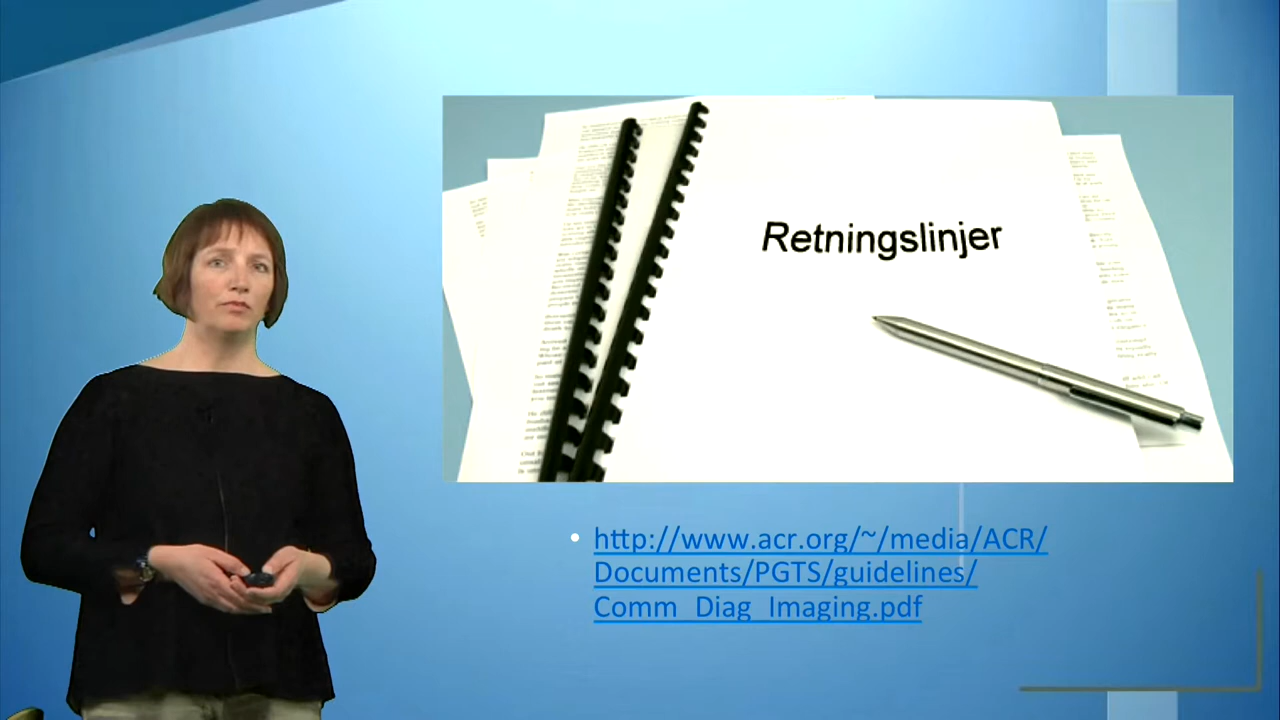 Retningslinjer
• http://www.acr.org/~/media/ACR/
Documents/PGTS/guidelines/
Comm_Diag_Imaging.pdf